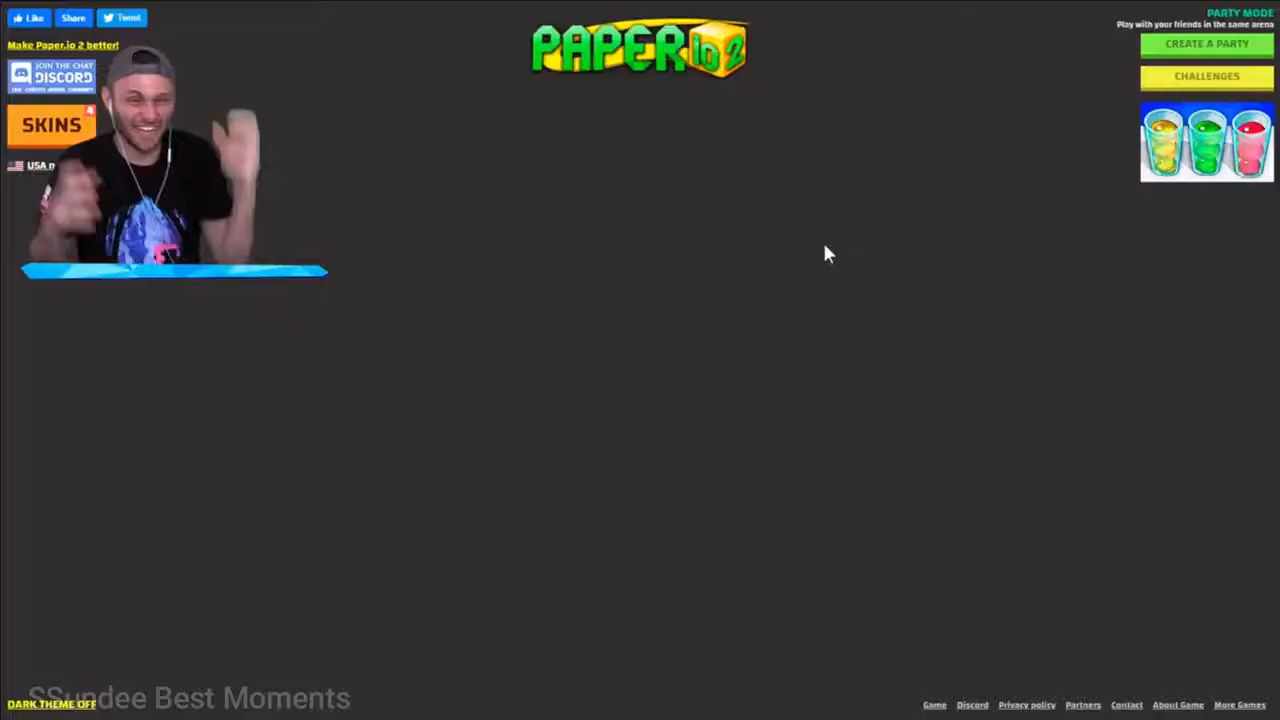 Like
Share
Tweet
Make Paper.io 2 better!
JOIN THE CHAT
DISCORD
SKINS
4
USA
PAPER io 2
PARTY MODE
Play with your friends in the same arena
CREATE A PARTY
CHALLENGES
SSundee Best Moments
DARK THEME OFF
Game
Discord
Privacy policy
Partners
Contact
About Game
More Games